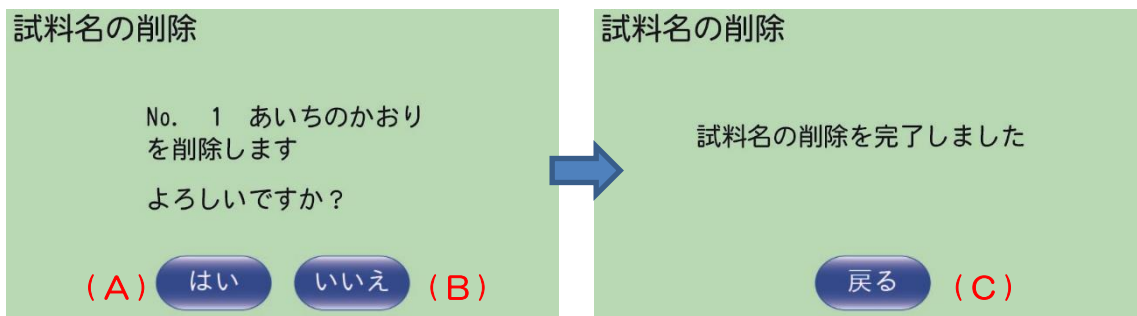 試料名の削除
No. 1 あいちのかおり
を削除します
よろしいですか？
(A) はい いいえ (B)
試料名の削除
試料名の削除を完了しました
戻る (C)